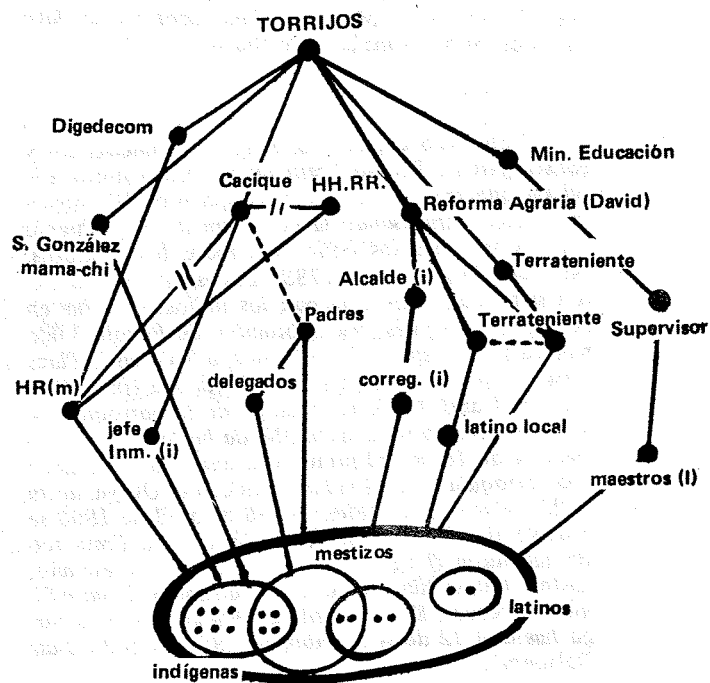 TORRIJOS
Digedecom
Min. Educación
Cacique
HH.RR.
Reforma Agraria (David)
S. González
mama-chi
Alcalde (i)
Terrateniente
Padres
Terrateniente
Supervisor
HR(m)
delegados
correg. (i)
jefe
Inm. (i)
latino local
maestros (l)
mestizos
latinos
indígenas